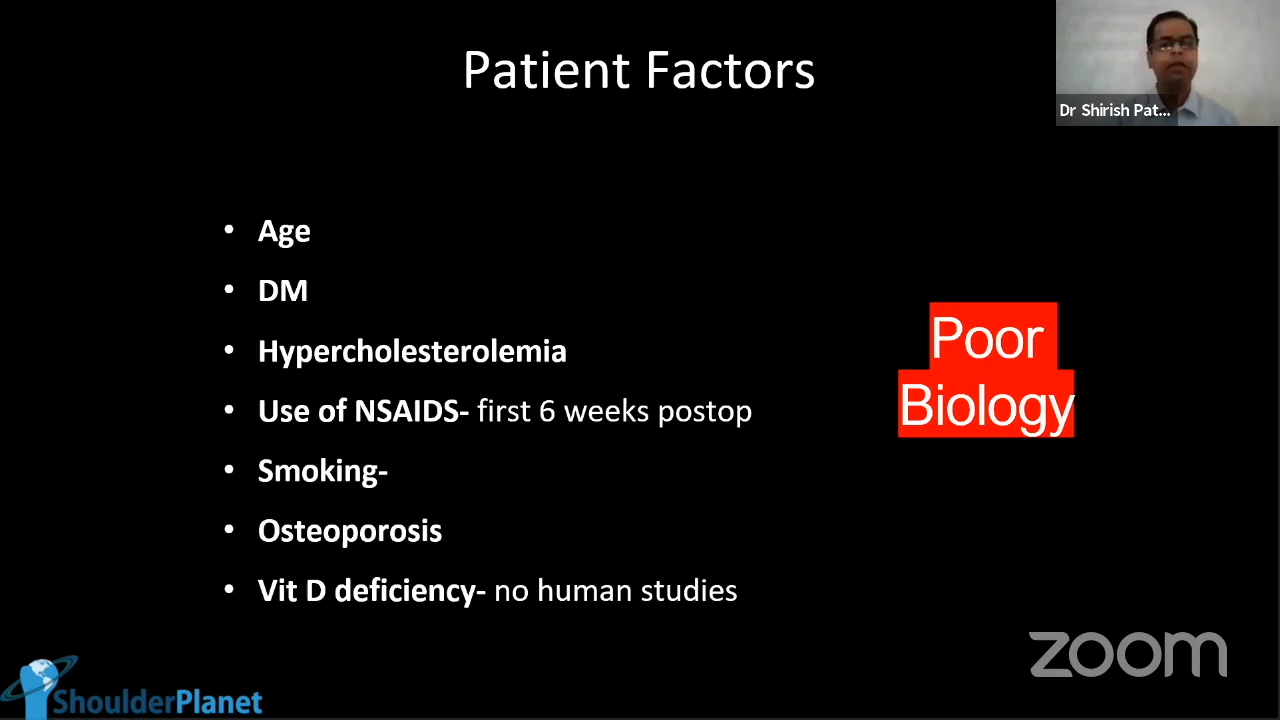 Patient Factors
Dr Shirish Pat...
• Age
• DM
• Hypercholesterolemia
• Use of NSAIDS- first 6 weeks postop
• Smoking-
• Osteoporosis
• Vit D deficiency- no human studies
Poor
Biology
zoom
ShoulderPlanet